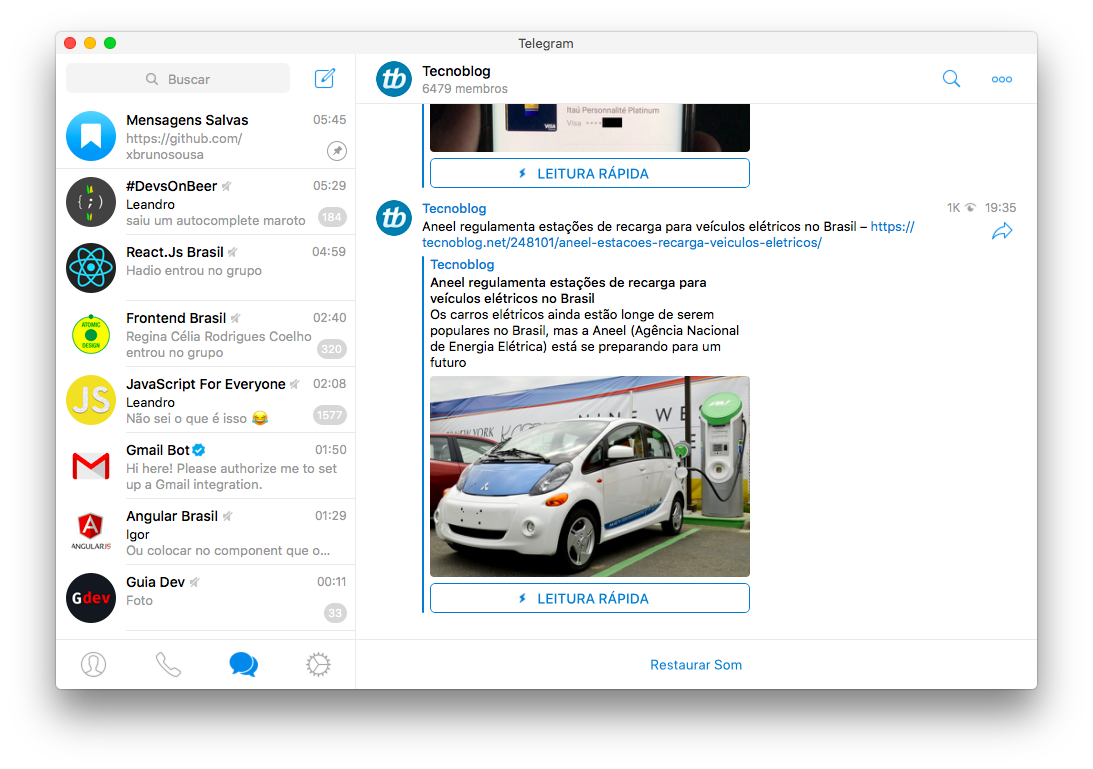 Telegram
Buscar
Mensagens Salvas 05:45
https://github.com/
xbrunosousa
#DevsOnBeer 05:29
Leandro
saiu um autocomplete maroto 184
React.Js Brasil 04:59
Hadio entrou no grupo
Frontend Brasil 02:40
Regina Célia Rodrigues Coelho
entrou no grupo 320
ATOMIC
DESIGN
JavaScript For Everyone 02:08
Leandro
Não sei o que é isso 😂 1577
JS
Gmail Bot 01:50
Hi here! Please authorize me to set
up a Gmail integration.
Angular Brasil 01:29
Igor
Ou colocar no component que o...
ANGULARJS
Guia Dev 00:11
Foto 33
Gdev
tb
Tecnoblog
6479 membros
Itaú Personnalité Platinum
Visa ••••
VISA
LEITURA RÁPIDA
tb
Tecnoblog 1K 19:35
Aneel regulamenta estações de recarga para veículos elétricos no Brasil – https://
tecnoblog.net/248101/aneel-estacoes-recarga-veiculos-eletricos/
Tecnoblog
Aneel regulamenta estações de recarga para
veículos elétricos no Brasil
Os carros elétricos ainda estão longe de serem
populares no Brasil, mas a Aneel (Agência Nacional
de Energia Elétrica) está se preparando para um
futuro
NINE WES
NEW YORK
LEITURA RÁPIDA
Restaurar Som